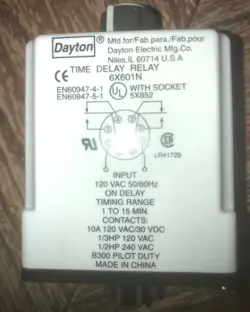 Dayton ® Mfd.for/Fab.para./Fab.pour
Dayton Electric Mfg.Co.
Niles,IL 60714 U.S.A
TIME DELAY RELAY
CE 6X601N
EN60947-4-1
EN60947-5-1
UL WITH SOCKET
5X852
LR41729
INPUT
120 VAC 50/60Hz
ON DELAY
TIMING RANGE
1 TO 15 MIN.
CONTACTS:
10A 120 VAC/30 VDC
1/3HP 120 VAC
1/2HP 240 VAC
B300 PILOT DUTY
MADE IN CHINA